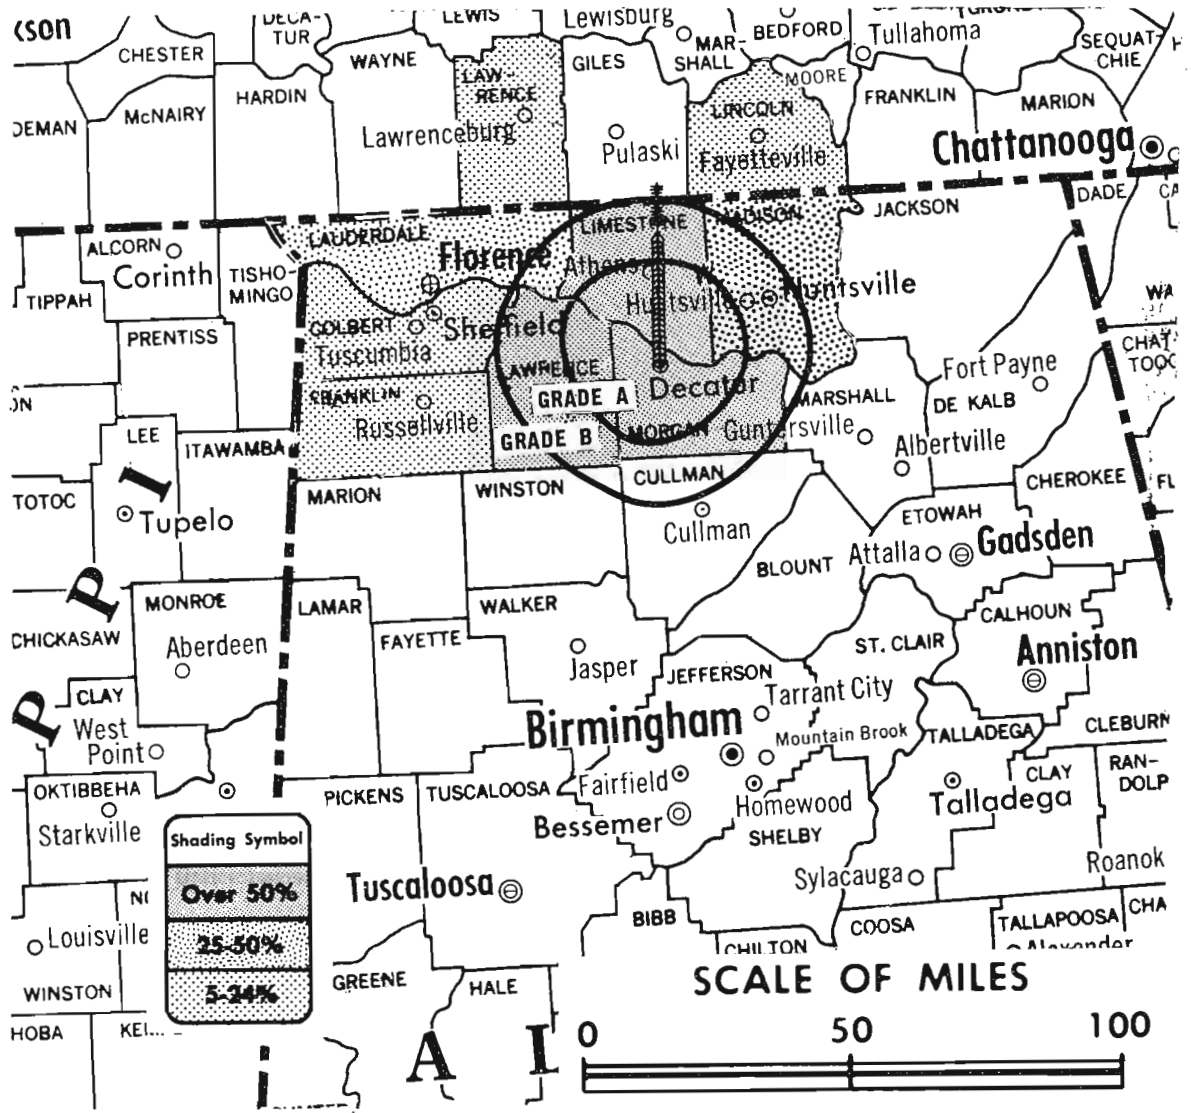 LEWIS
Lewisburg
BEDFORD
Tullahoma
DECA-
TUR
MAR-
SHALL
SEQUAT-
CHIE
CHESTER
WAYNE
GILES
MOORE
LAW-
RENCE
HARDIN
McNAIRY
LINCOLN
FRANKLIN
MARION
DEMAN
Lawrenceburg
Pulaski
Fayetteville
Chattanooga
DADE
CA
LAUDERDALE
LIMESTONE
MADISON
JACKSON
ALCORN
Corinth
Florence
Athens
TISHO-
MINGO
TIPPAH
Huntsville
Huntsville
COLBERT
Sheffield
Tuscumbia
PRENTISS
CHAT
TOOG
LAWRENCE
Decatur
Fort Payne
FRANKLIN
GRADE A
MARSHALL
DE KALB
Russellville
GRADE B
MORGAN
Guntersville
Albertville
LEE
ITAWAMBA
I
TOTOC
MARION
WINSTON
CULLMAN
CHEROKEE
FL
Tupelo
Cullman
ETOWAH
Attalla
Gadsden
BLOUNT
P
MONROE
LAMAR
WALKER
CALHOUN
CHICKASAW
Aberdeen
FAYETTE
Jasper
ST. CLAIR
Anniston
JEFFERSON
P
CLAY
Tarrant City
West
Point
Birmingham
Mountain Brook
TALLADEGA
CLEBURN
OKTIBBEHA
PICKENS
TUSCALOOSA
Fairfield
CLAY
RAN-
DOLP
Starkville
Homewood
Talladega
Bessemer
SHELBY
Shading Symbol
Over 50%
25-50%
5-24%
Tuscaloosa
Sylacauga
Roanok
BIBB
COOSA
TALLAPOOSA
CHA
Louisville
CHILTON
Alexander
WINSTON
GREENE
HALE
HOBA
A L
SCALE OF MILES
0 50 100